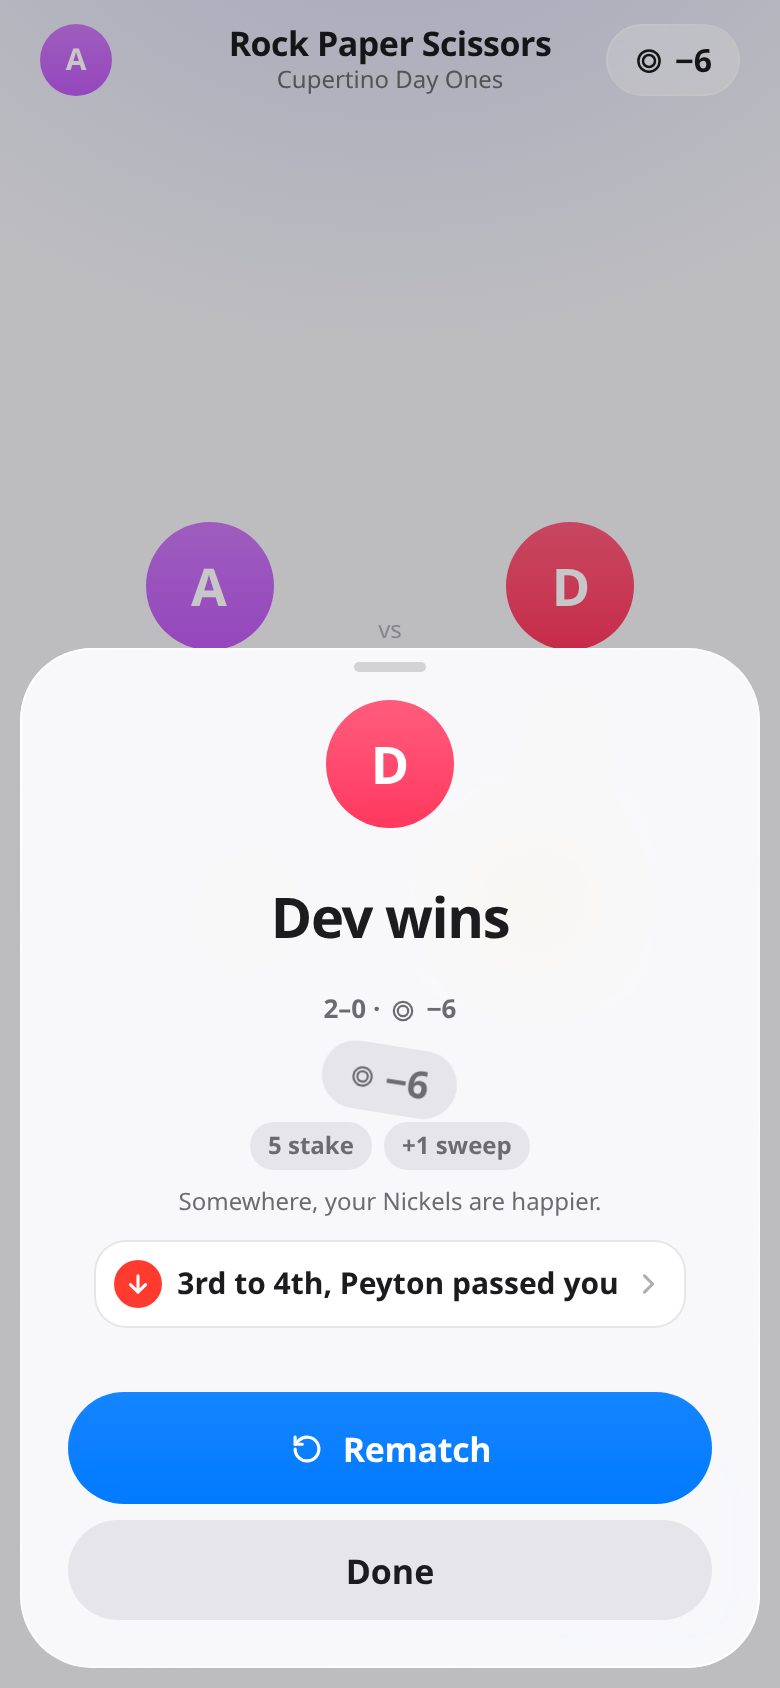 A
Rock Paper Scissors
Cupertino Day Ones
−6
A
vs
D
D
Dev wins
2–0 · −6
−6
5 stake
+1 sweep
Somewhere, your Nickels are happier.
3rd to 4th, Peyton passed you
Rematch
Done